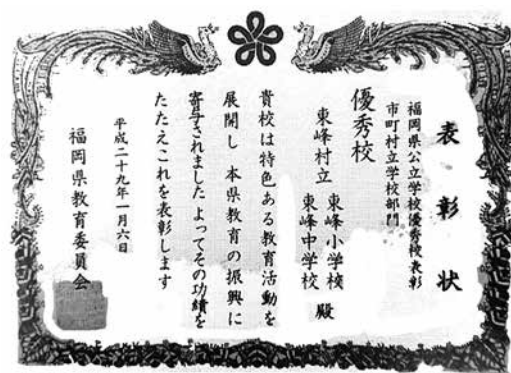 表彰状
福岡県公立学校優秀校表彰
市町村立学校部門
優秀校
東峰村立
東峰小学校
東峰中学校
殿
貴校は特色ある教育活動を
展開し本県教育の振興に
寄与されましたよってその功績を
たたえこれを表彰します
平成二十九年一月六日
福岡県教育委員会